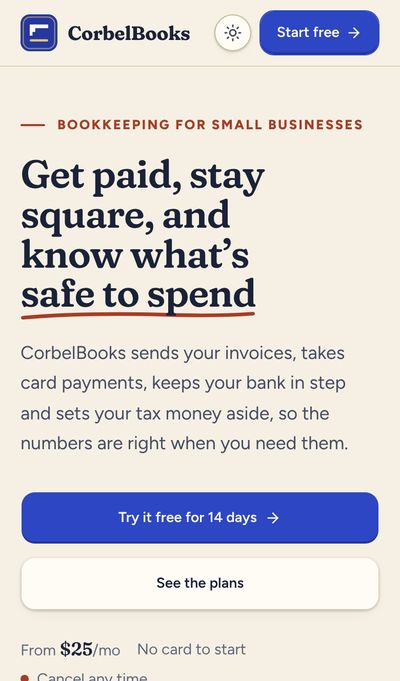 CorbelBooks
Start free →
BOOKKEEPING FOR SMALL BUSINESSES
Get paid, stay
square, and
know what’s
safe to spend
CorbelBooks sends your invoices, takes
card payments, keeps your bank in step
and sets your tax money aside, so the
numbers are right when you need them.
Try it free for 14 days →
See the plans
From $25/mo No card to start
Cancel any time